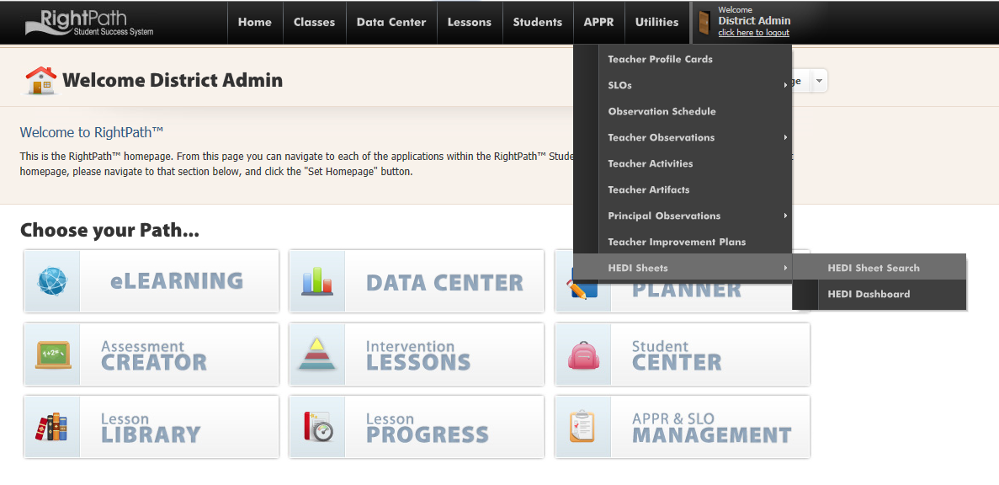 RightPath
Student Success System
Home
Classes
Data Center
Lessons
Students
APPR
Utilities
Welcome
District Admin
click here to logout
Welcome District Admin
ge
Welcome to RightPath™
This is the RightPath™ homepage. From this page you can navigate to each of the applications within the RightPath™ Stude
homepage, please navigate to that section below, and click the "Set Homepage" button.
Teacher Profile Cards
SLOs
Observation Schedule
Teacher Observations
Teacher Activities
Teacher Artifacts
Principal Observations
Teacher Improvement Plans
HEDI Sheets
HEDI Sheet Search
HEDI Dashboard
Choose your Path...
eLEARNING
DATA CENTER
PLANNER
Assessment
CREATOR
1+2=
Intervention
LESSONS
Student
CENTER
Lesson
LIBRARY
Lesson
PROGRESS
APPR & SLO
MANAGEMENT